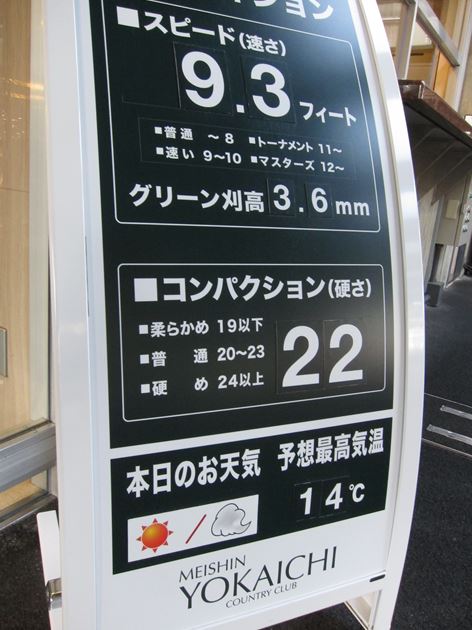 ション
■スピード(速さ)
9.3フィート
■普通 ~8 ■トーナメント 11~
■速い 9~10 ■マスターズ 12~
グリーン刈高 3.6mm
■コンパクション(硬さ)
■柔らかめ 19以下
■普通 20~23
■硬め 24以上
22
本日のお天気 予想最高気温
/ 14℃
MEISHIN
YOKAICHI
COUNTRY CLUB